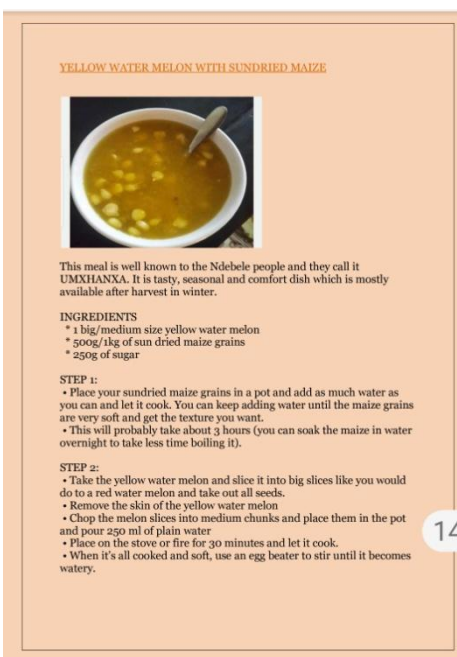 YELLOW WATER MELON WITH SUNDRIED MAIZE
This meal is well known to the Ndebele people and they call it
UMXHANXA. It is tasty, seasonal and comfort dish which is mostly
available after harvest in winter.
INGREDIENTS
* 1 big/medium size yellow water melon
* 500g/1kg of sun dried maize grains
* 250g of sugar
STEP 1:
• Place your sundried maize grains in a pot and add as much water as
you can and let it cook. You can keep adding water until the maize grains
are very soft and get the texture you want.
• This will probably take about 3 hours (you can soak the maize in water
overnight to take less time boiling it).
STEP 2:
• Take the yellow water melon and slice it into big slices like you would
do to a red water melon and take out all seeds.
• Remove the skin of the yellow water melon
• Chop the melon slices into medium chunks and place them in the pot
and pour 250 ml of plain water
• Place on the stove or fire for 30 minutes and let it cook.
• When it's all cooked and soft, use an egg beater to stir until it becomes
watery.
14